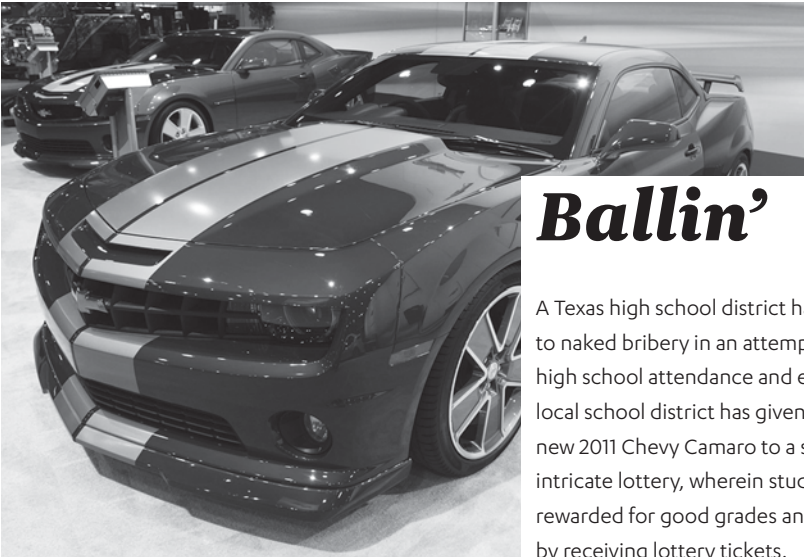 Ballin’
A Texas high school district
to naked bribery in an
high school attendance and
local school district has given
new 2011 Chevy Camaro to a
intricate lottery, wherein
rewarded for good grades
by receiving lottery tickets.